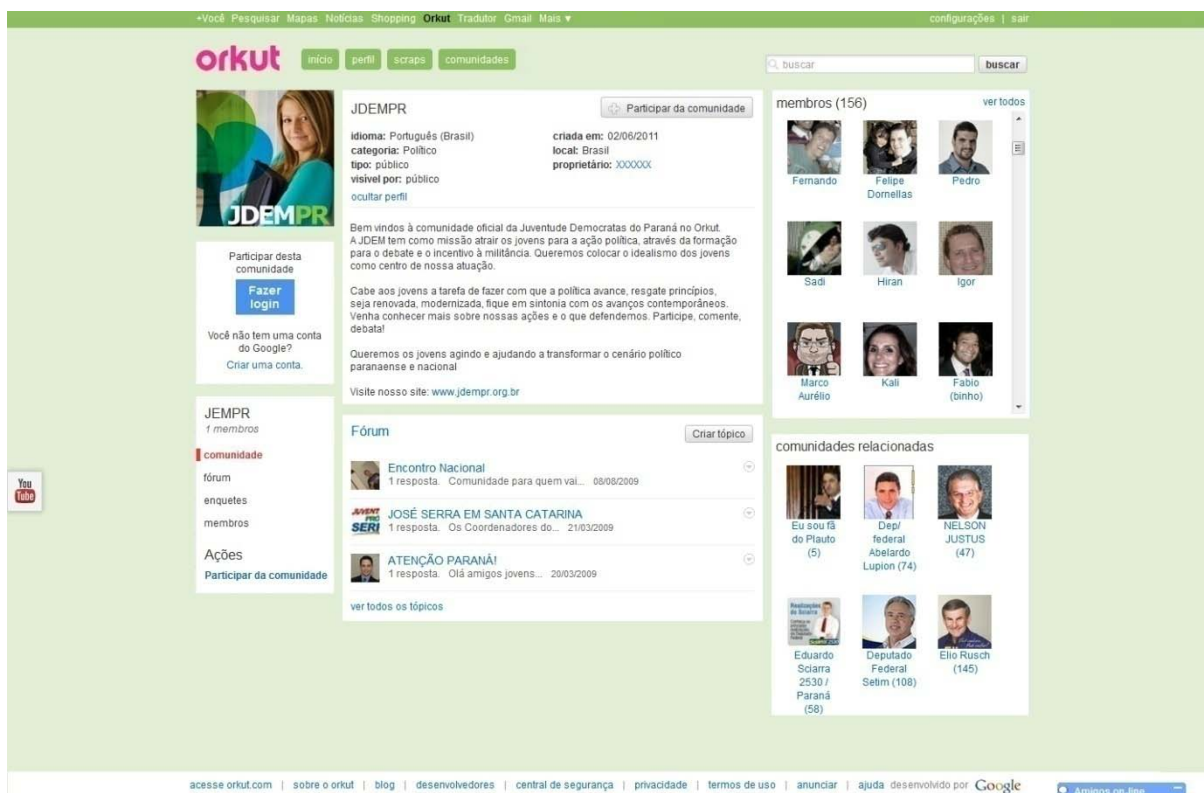 +Você Pesquisar Mapas Notícias Shopping Orkut Tradutor Gmail Mais ▼
configurações | sair
orkut
início perfil scraps comunidades
buscar
buscar
JDEMPR
Participar desta
comunidade
Fazer
login
Você não tem uma conta
do Google?
Criar uma conta.
JEMPR
1 membros
comunidade
fórum
enquetes
membros
Ações
Participar da comunidade
JDEMPR
Participar da comunidade
idioma: Português (Brasil)
categoria: Político
tipo: público
visível por: público
criada em: 02/06/2011
local: Brasil
proprietário: XXXXXX
ocultar perfil
Bem vindos à comunidade oficial da Juventude Democratas do Paraná no Orkut.
A JDEM tem como missão atrair os jovens para a ação política, através da formação
para o debate e o incentivo à militância. Queremos colocar o idealismo dos jovens
como centro de nossa atuação.
Cabe aos jovens a tarefa de fazer com que a política avance, resgate princípios,
seja renovada, modernizada, fique em sintonia com os avanços contemporâneos.
Venha conhecer mais sobre nossas ações e o que defendemos. Participe, comente,
debata!
Queremos os jovens agindo e ajudando a transformar o cenário político
paranaense e nacional
Visite nosso site: www.jdempr.org.br
Fórum
Criar tópico
Encontro Nacional
1 resposta. Comunidade para quem vai... 08/08/2009
JOSÉ SERRA EM SANTA CATARINA
1 resposta. Os Coordenadores do... 21/03/2009
ATENÇÃO PARANÁ!
1 resposta. Olá amigos jovens... 20/03/2009
ver todos os tópicos
membros (156)
ver todos
Fernando
Felipe
Dornellas
Pedro
Sadi
Hiran
Igor
Marco
Aurélio
Kali
Fabio
(binho)
comunidades relacionadas
Eu sou fã
do Plauto
(5)
Dep/
federal
Abelardo
Lupion (74)
NELSON
JUSTUS
(47)
Eduardo
Sciarra
2530 /
Paraná
(58)
Deputado
Federal
Setim (108)
Elio Rusch
(145)
You
Tube
acesse orkut.com | sobre o orkut | blog | desenvolvedores | central de segurança | privacidade | termos de uso | anunciar | ajuda desenvolvido por Google
Amigos on-line